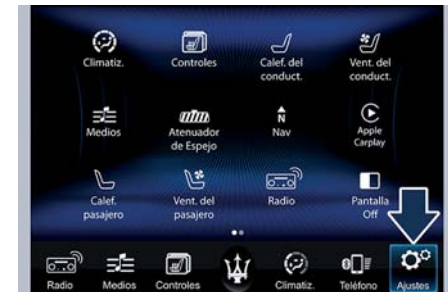 Climatiz.
Controles
Calef. del
conduct.
Vent. del
conduct.
Medios
Atenuador
de Espejo
N
Nav
Apple
Carplay
Calef.
pasajero
Vent. del
pasajero
Radio
Pantalla
Off
Radio
Medios
Controles
Climatiz.
Teléfono
Ajustes